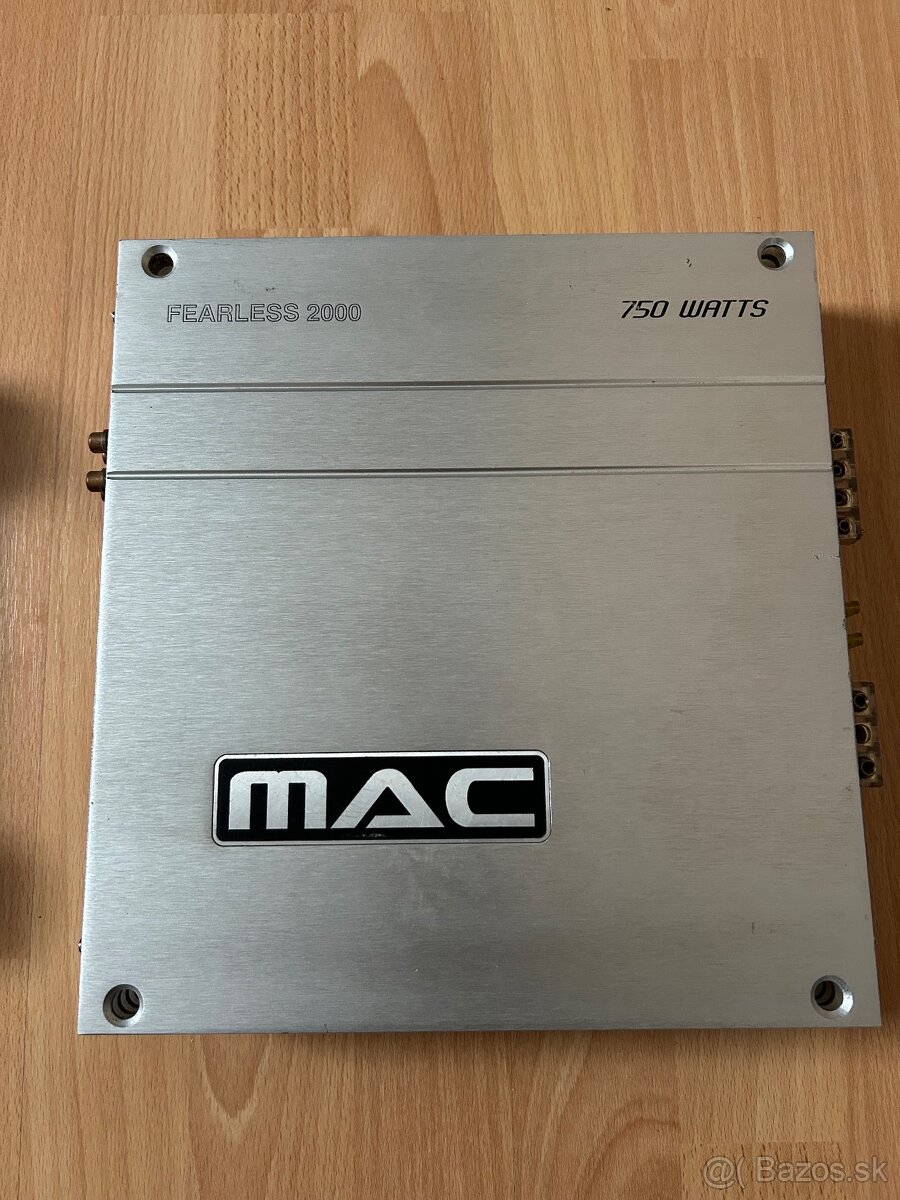 FEARLESS 2000
750 WATTS
MAC
@( Bazos.sk